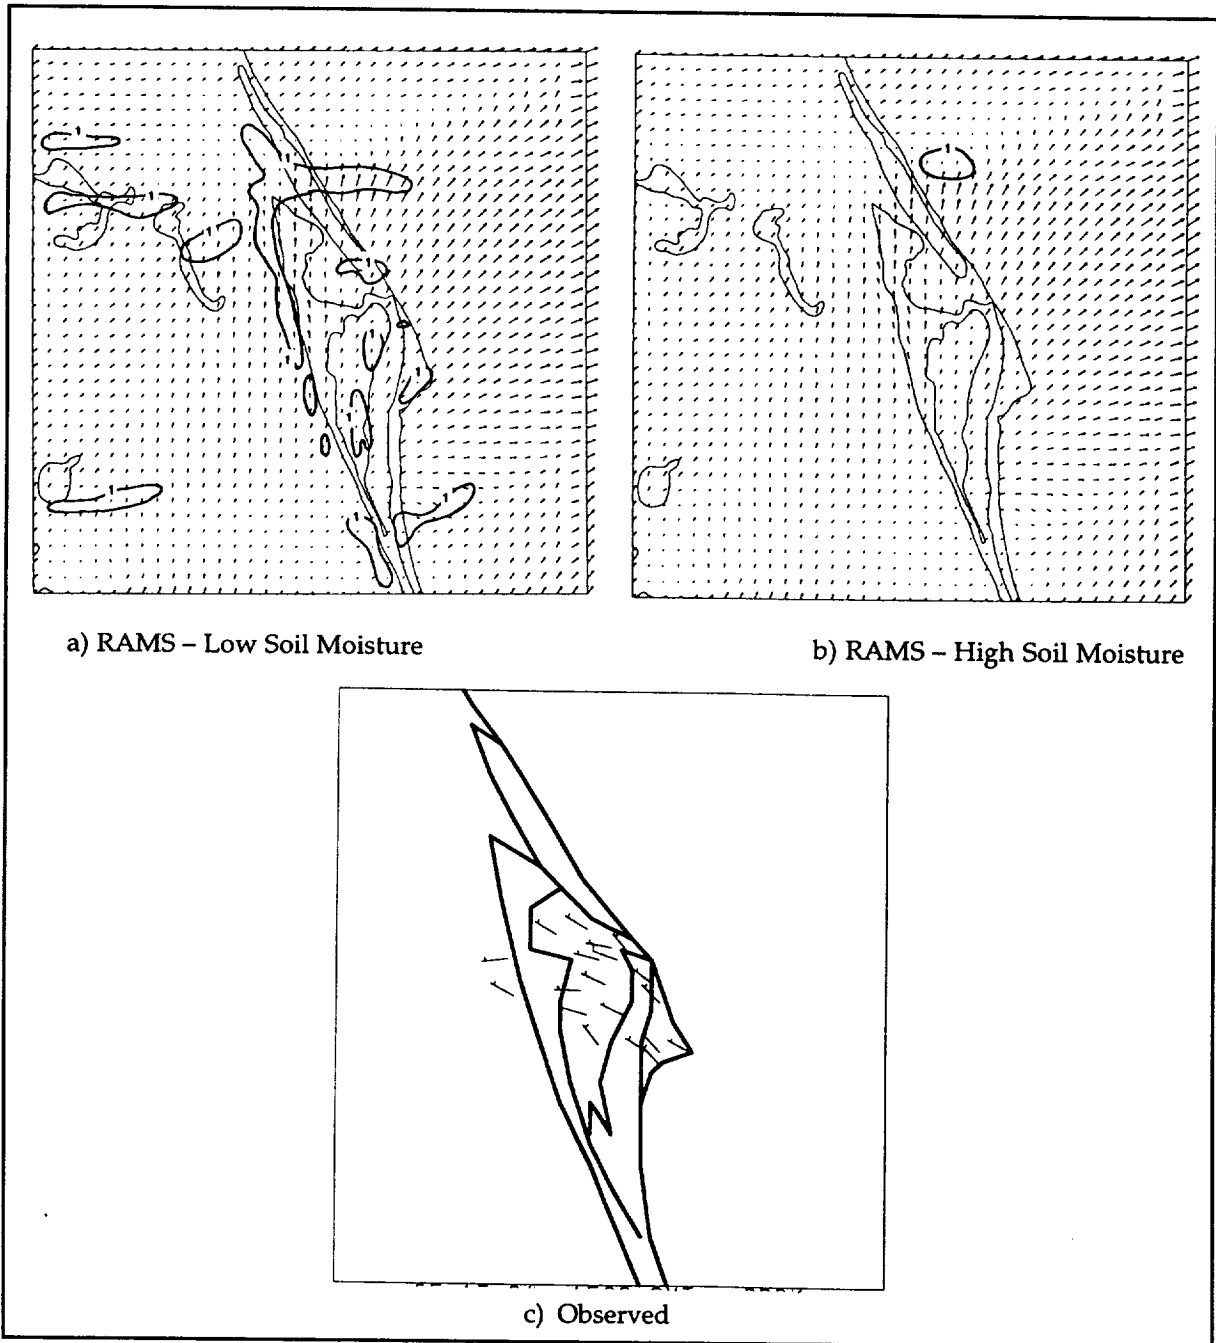 a) RAMS – Low Soil Moisture
b) RAMS – High Soil Moisture
c) Observed